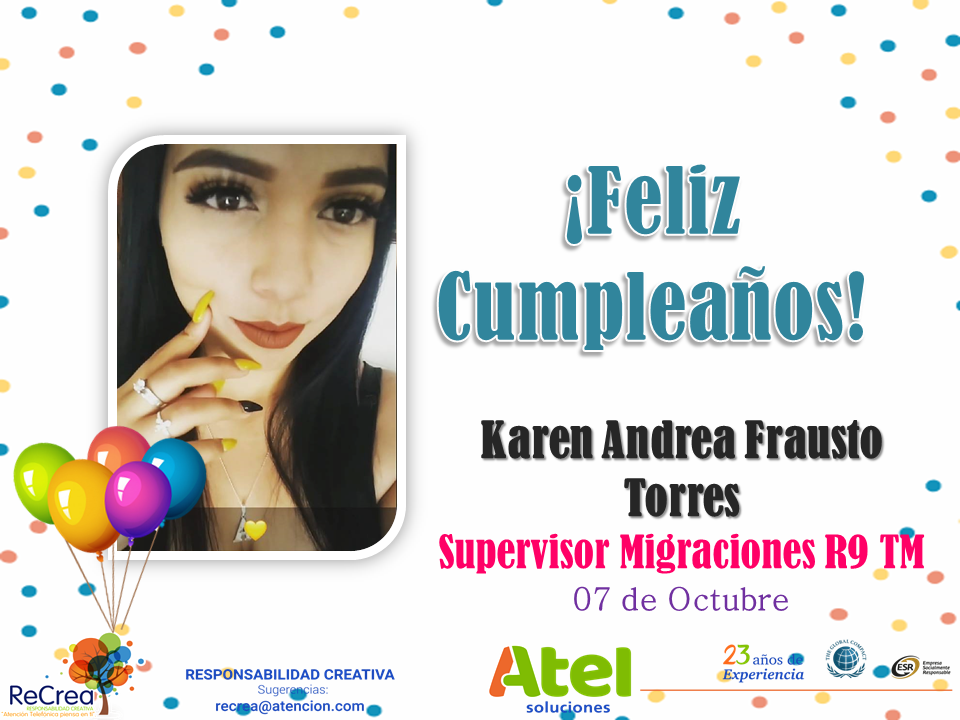 ¡Feliz
Cumpleaños!
Karen Andrea Frausto
Torres
Supervisor Migraciones R9 TM
07 de Octubre
ReCrea
RESPONSABILIDAD CREATIVA
"Atención Telefónica piensa en ti"
RESPONSABILIDAD CREATIVA
Sugerencias:
recrea@atencion.com
Atel
soluciones
23 años de
Experiencia
THE GLOBAL COMPACT
ESR
Empresa
Socialmente
Responsable